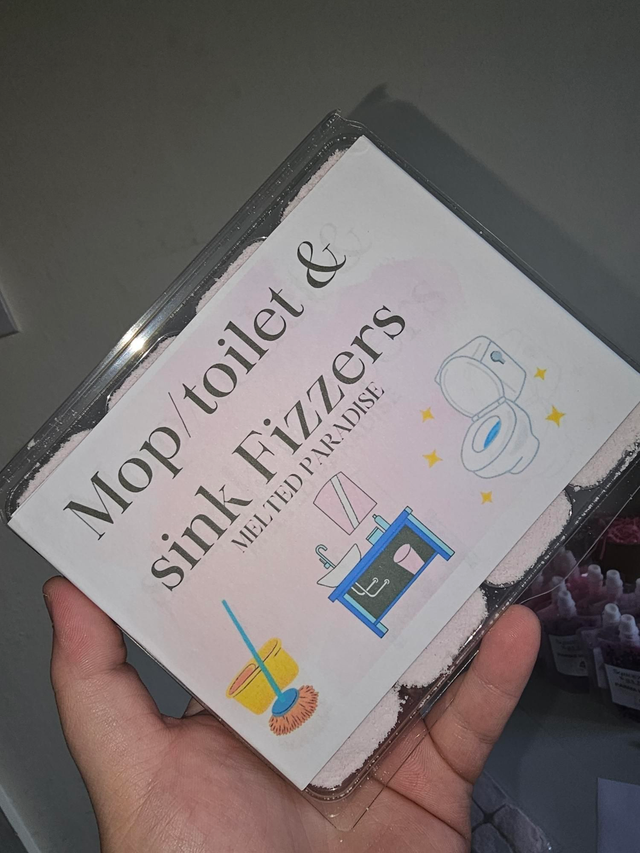 Mop/toilet &
sink Fizzers
MELTED PARADISE